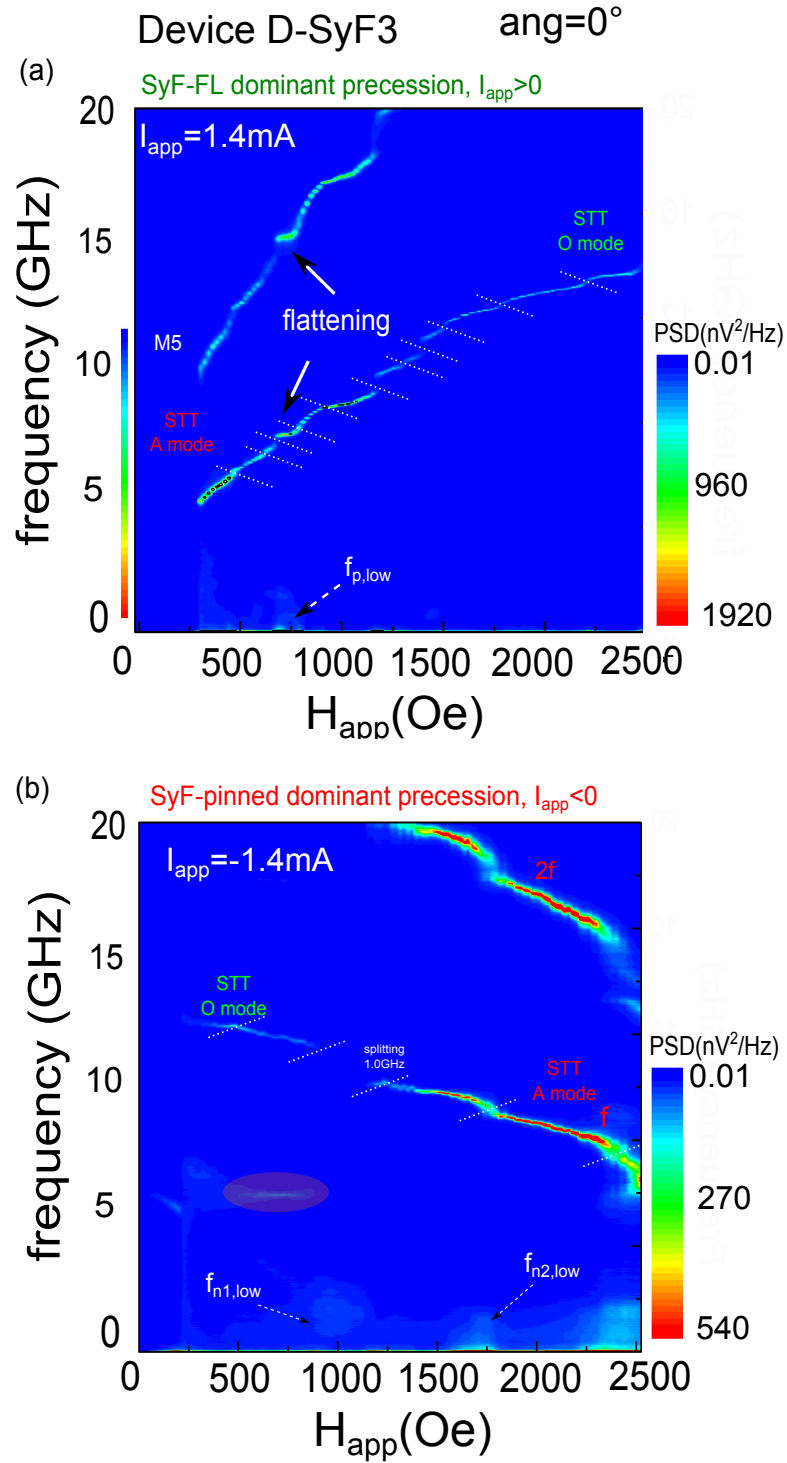 Device D-SyF3 ang=0°
(a)
SyF-FL dominant precession, I_app>0
I_app=1.4mA
20
15
10
5
0
frequency (GHz)
STT
O mode
flattening
M5
STT
A mode
f_p,low
PSD(nV²/Hz)
0.01
960
1920
0 500 1000 1500 2000 2500
H_app(Oe)
(b)
SyF-pinned dominant precession, I_app<0
I_app=-1.4mA
20
15
10
5
0
frequency (GHz)
2f
STT
O mode
splitting
1.0GHz
STT
A mode
f
f_n1,low
f_n2,low
PSD(nV²/Hz)
0.01
270
540
0 500 1000 1500 2000 2500
H_app(Oe)